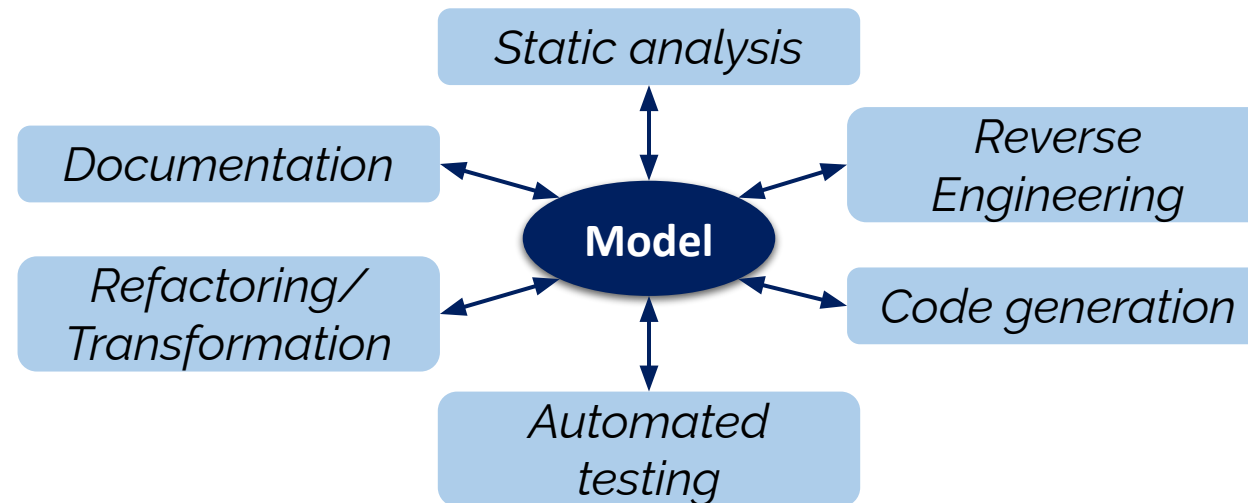 Static analysis
Documentation
Reverse
Engineering
Model
Refactoring/
Transformation
Code generation
Automated
testing